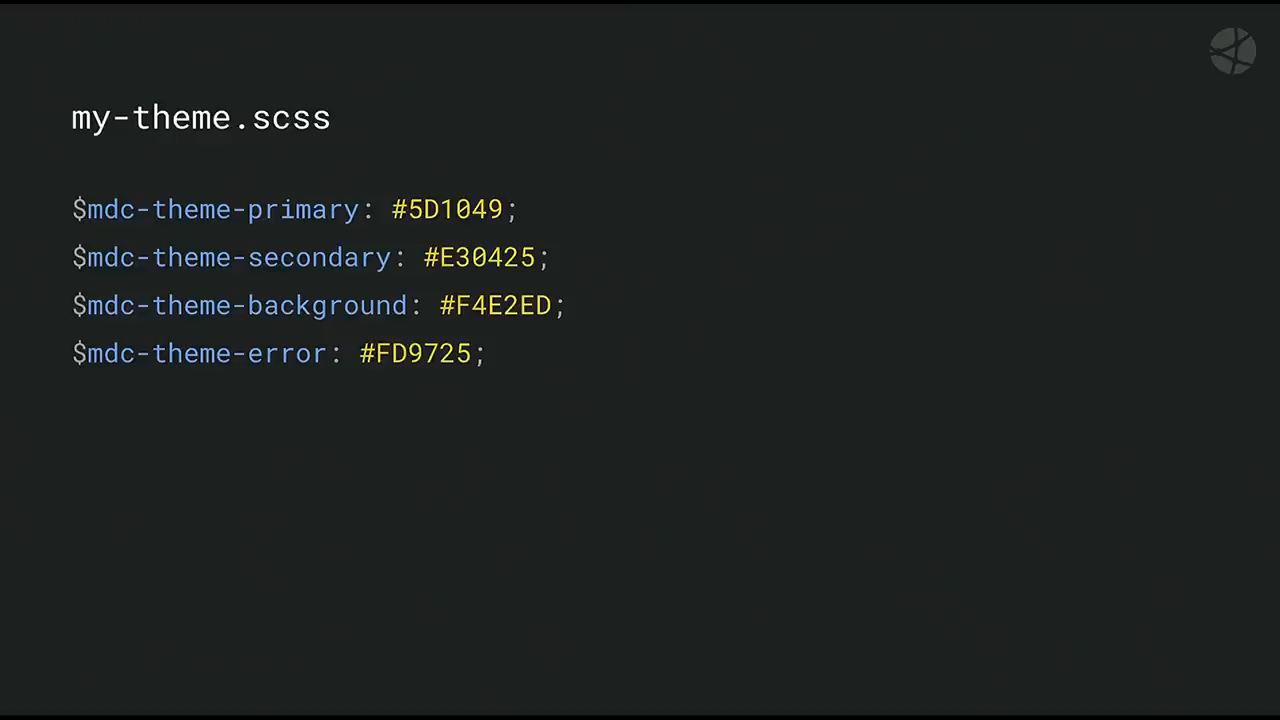 my-theme.scss
$mdc-theme-primary: #5D1049;
$mdc-theme-secondary: #E30425;
$mdc-theme-background: #F4E2ED;
$mdc-theme-error: #FD9725;